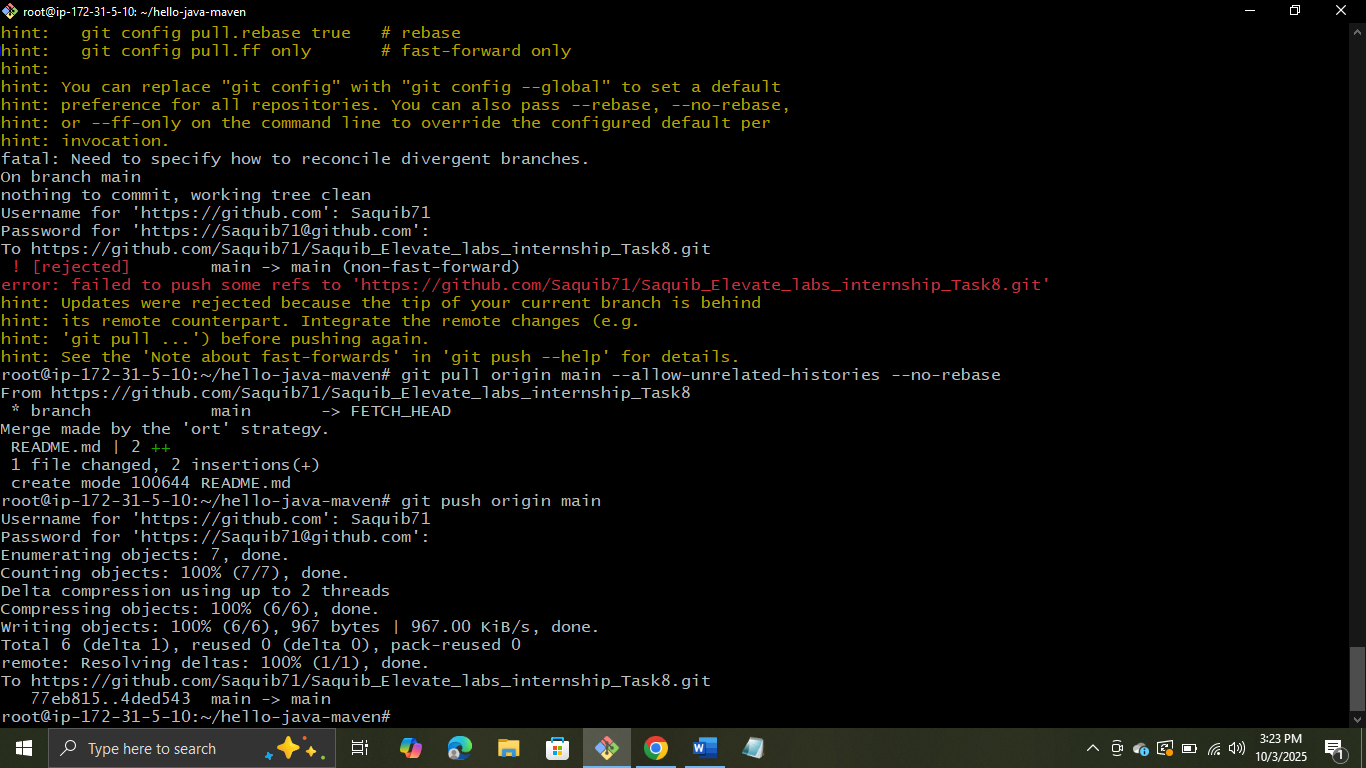 root@ip-172-31-5-10: ~/hello-java-maven
hint:   git config pull.rebase true   # rebase
hint:   git config pull.ff only       # fast-forward only
hint:
hint: You can replace "git config" with "git config --global" to set a default
hint: preference for all repositories. You can also pass --rebase, --no-rebase,
hint: or --ff-only on the command line to override the configured default per
hint: invocation.
fatal: Need to specify how to reconcile divergent branches.
On branch main
nothing to commit, working tree clean
Username for 'https://github.com': Saquib71
Password for 'https://Saquib71@github.com':
To https://github.com/Saquib71/Saquib_Elevate_labs_internship_Task8.git
 ! [rejected]        main -> main (non-fast-forward)
error: failed to push some refs to 'https://github.com/Saquib71/Saquib_Elevate_labs_internship_Task8.git'
hint: Updates were rejected because the tip of your current branch is behind
hint: its remote counterpart. Integrate the remote changes (e.g.
hint: 'git pull ...') before pushing again.
hint: See the 'Note about fast-forwards' in 'git push --help' for details.
root@ip-172-31-5-10:~/hello-java-maven# git pull origin main --allow-unrelated-histories --no-rebase
From https://github.com/Saquib71/Saquib_Elevate_labs_internship_Task8
 * branch            main       -> FETCH_HEAD
Merge made by the 'ort' strategy.
 README.md | 2 ++
 1 file changed, 2 insertions(+)
 create mode 100644 README.md
root@ip-172-31-5-10:~/hello-java-maven# git push origin main
Username for 'https://github.com': Saquib71
Password for 'https://Saquib71@github.com':
Enumerating objects: 7, done.
Counting objects: 100% (7/7), done.
Delta compression using up to 2 threads
Compressing objects: 100% (6/6), done.
Writing objects: 100% (6/6), 967 bytes | 967.00 KiB/s, done.
Total 6 (delta 1), reused 0 (delta 0), pack-reused 0
remote: Resolving deltas: 100% (1/1), done.
To https://github.com/Saquib71/Saquib_Elevate_labs_internship_Task8.git
   77eb815..4ded543  main -> main
root@ip-172-31-5-10:~/hello-java-maven#
Type here to search
3:23 PM
10/3/2025
1